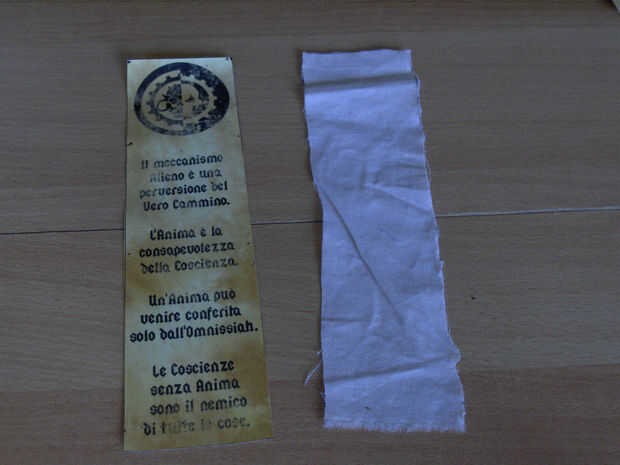 Il meccanismo
Alieno è una
perversione del
Vero Cammino.
L'Anima è la
consapevolezza
della Coscienza.
Un'Anima può
venire conferita
solo dall'Omnissiah.
Le Coscienze
senza Anima
sono il nemico
di tutte le cose.